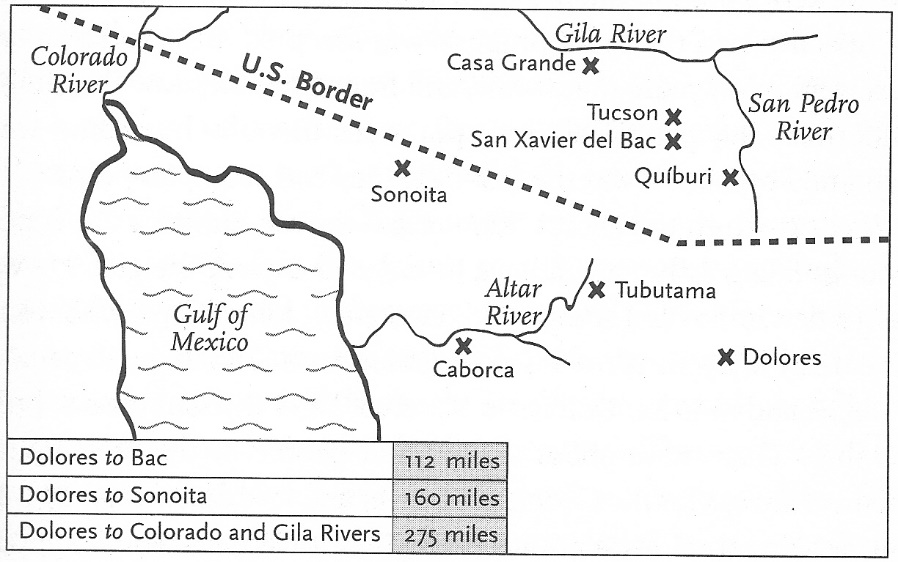 Gila River
Colorado
River
Casa Grande
U.S. Border
Tucson
San Pedro
River
San Xavier del Bac
Quíburi
Sonoita
Altar
River
Tubutama
Gulf of
Mexico
Caborca
Dolores
Dolores to Bac 112 miles
Dolores to Sonoita 160 miles
Dolores to Colorado and Gila Rivers 275 miles